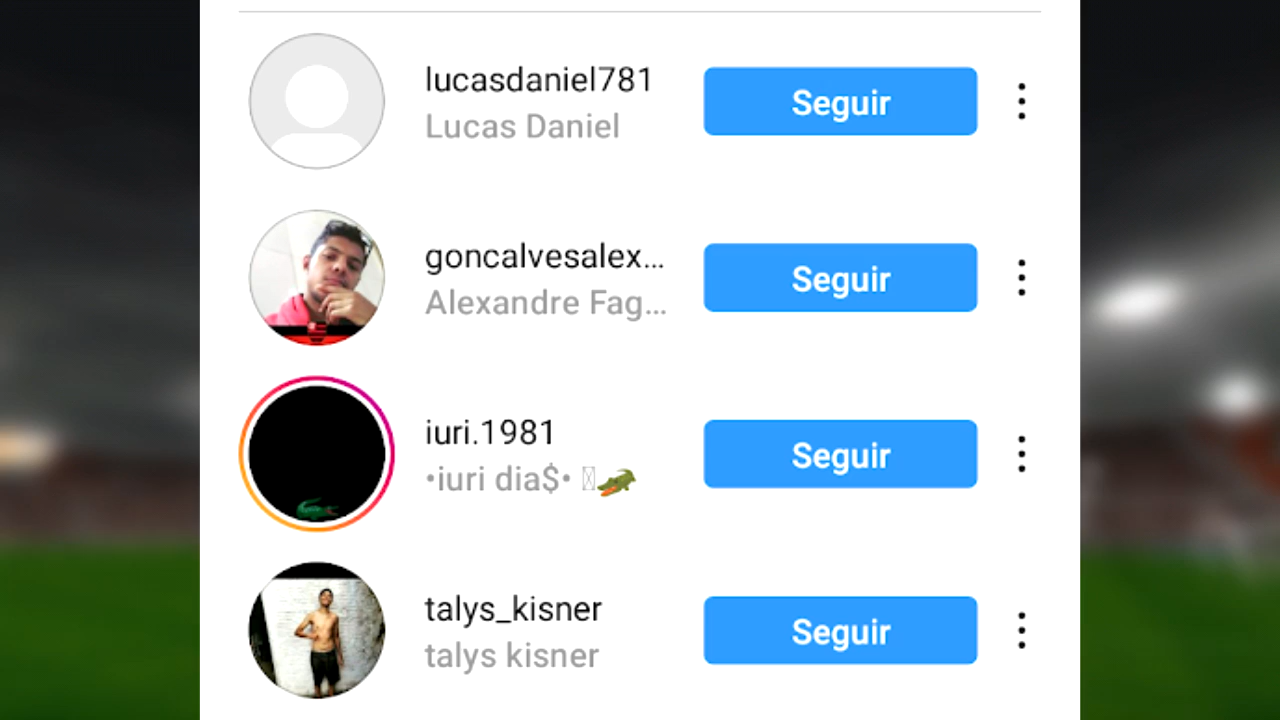 lucasdaniel781
Lucas Daniel
Seguir
goncalvesalex...
Alexandre Fag...
Seguir
iuri.1981
•iuri dia$• 🐊
Seguir
talys_kisner
talys kisner
Seguir